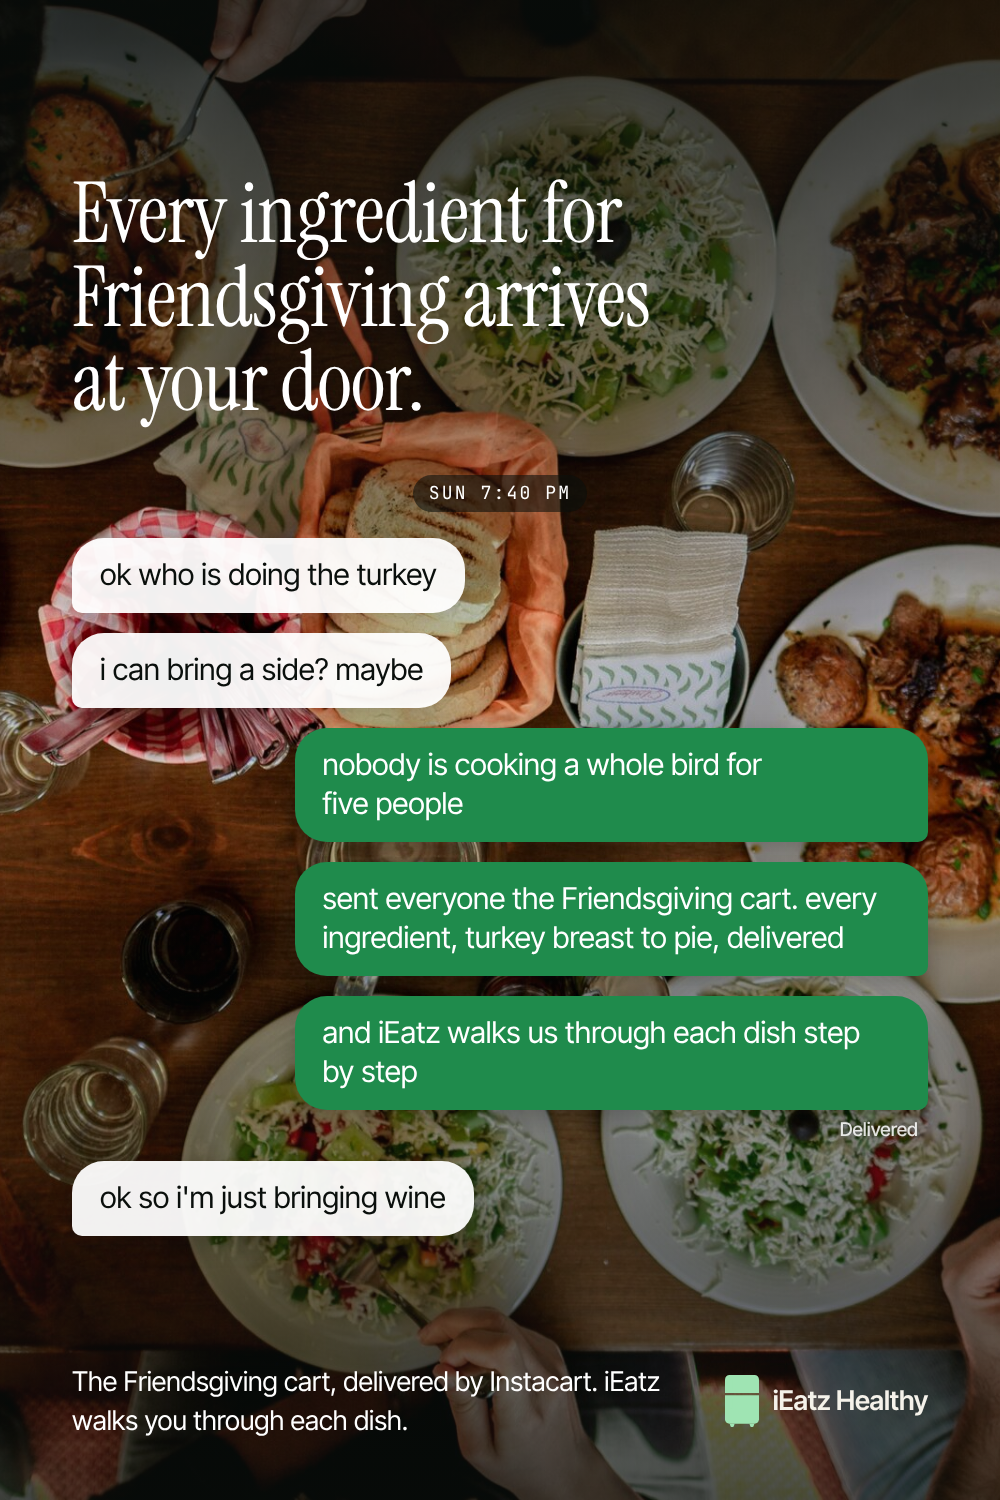 Every ingredient for
Friendsgiving arrives
at your door.
SUN 7:40 PM
ok who is doing the turkey
i can bring a side? maybe
nobody is cooking a whole bird for
five people
sent everyone the Friendsgiving cart. every
ingredient, turkey breast to pie, delivered
and iEatz walks us through each dish step
by step
Delivered
ok so i'm just bringing wine
The Friendsgiving cart, delivered by Instacart. iEatz
walks you through each dish.
iEatz Healthy